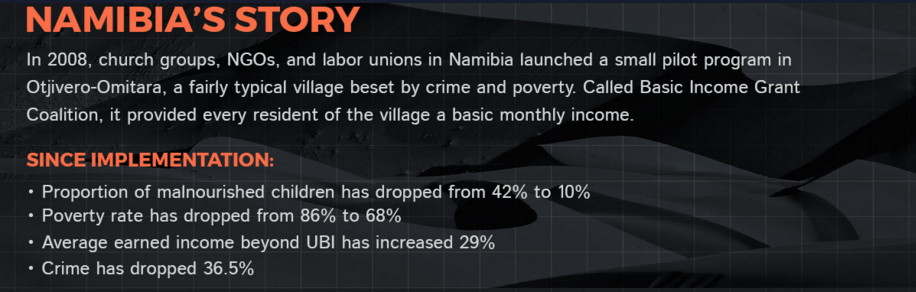 NAMIBIA'S STORY
In 2008, church groups, NGOs, and labor unions in Namibia launched a small pilot program in
Otjivero-Omitara, a fairly typical village beset by crime and poverty. Called Basic Income Grant
Coalition, it provided every resident of the village a basic monthly income.
SINCE IMPLEMENTATION:
• Proportion of malnourished children has dropped from 42% to 10%
• Poverty rate has dropped from 86% to 68%
• Average earned income beyond UBI has increased 29%
• Crime has dropped 36.5%